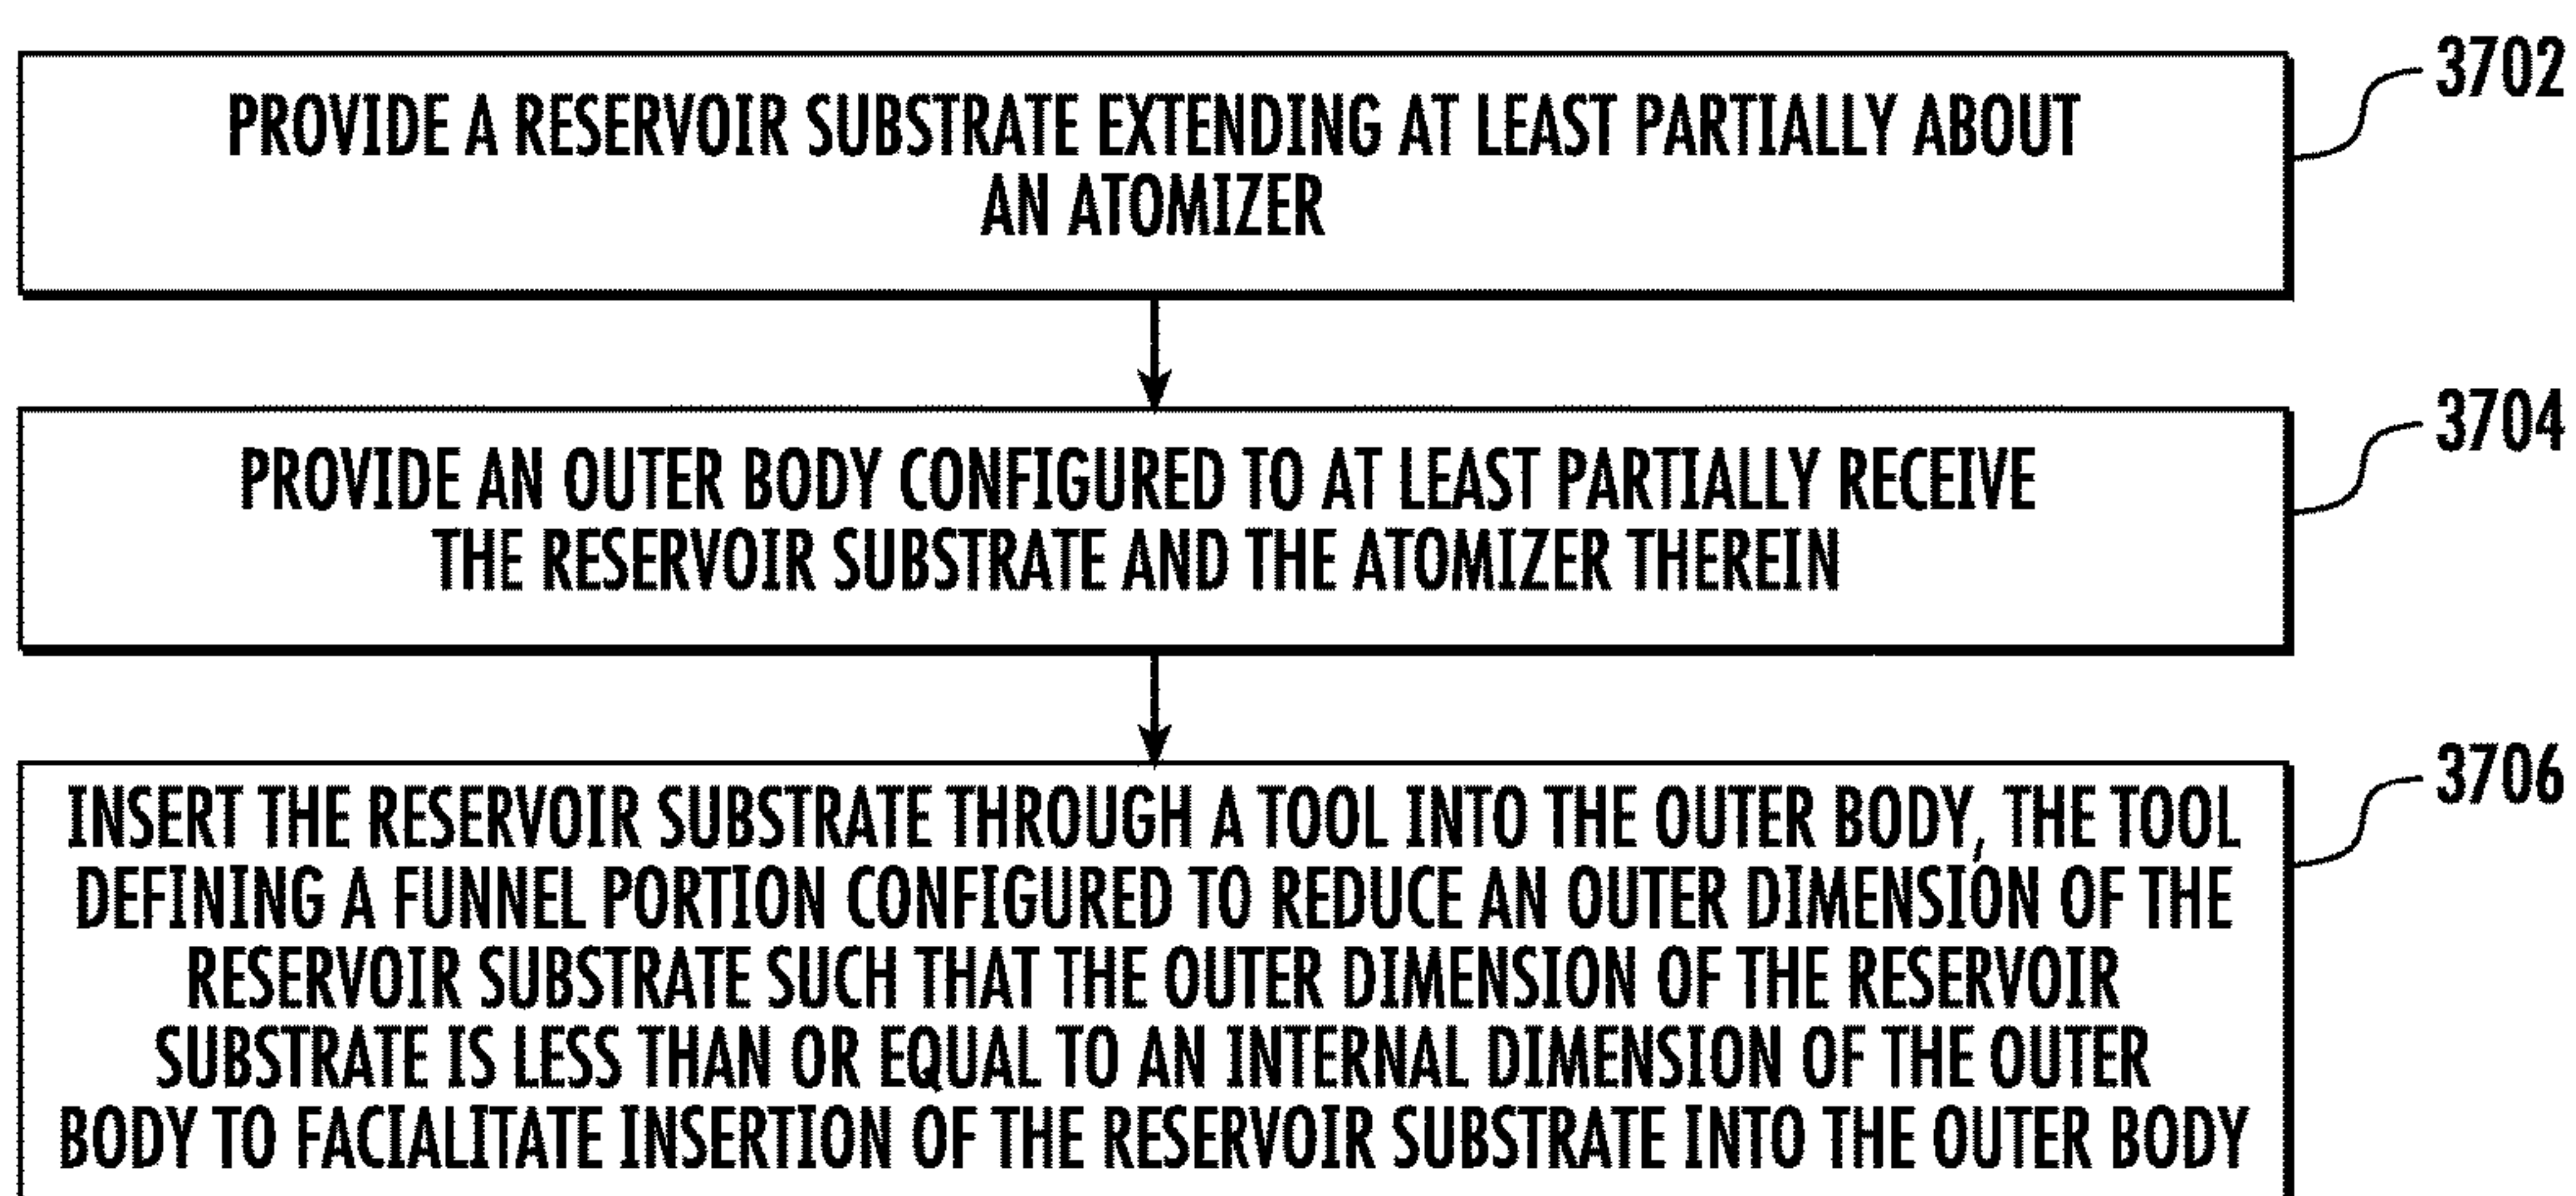 3702
PROVIDE A RESERVOIR SUBSTRATE EXTENDING AT LEAST PARTIALLY ABOUT
AN ATOMIZER
3704
PROVIDE AN OUTER BODY CONFIGURED TO AT LEAST PARTIALLY RECEIVE
THE RESERVOIR SUBSTRATE AND THE ATOMIZER THEREIN
3706
INSERT THE RESERVOIR SUBSTRATE THROUGH A TOOL INTO THE OUTER BODY, THE TOOL
DEFINING A FUNNEL PORTION CONFIGURED TO REDUCE AN OUTER DIMENSION OF THE
RESERVOIR SUBSTRATE SUCH THAT THE OUTER DIMENSION OF THE RESERVOIR
SUBSTRATE IS LESS THAN OR EQUAL TO AN INTERNAL DIMENSION OF THE OUTER
BODY TO FACIALITATE INSERTION OF THE RESERVOIR SUBSTRATE INTO THE OUTER BODY